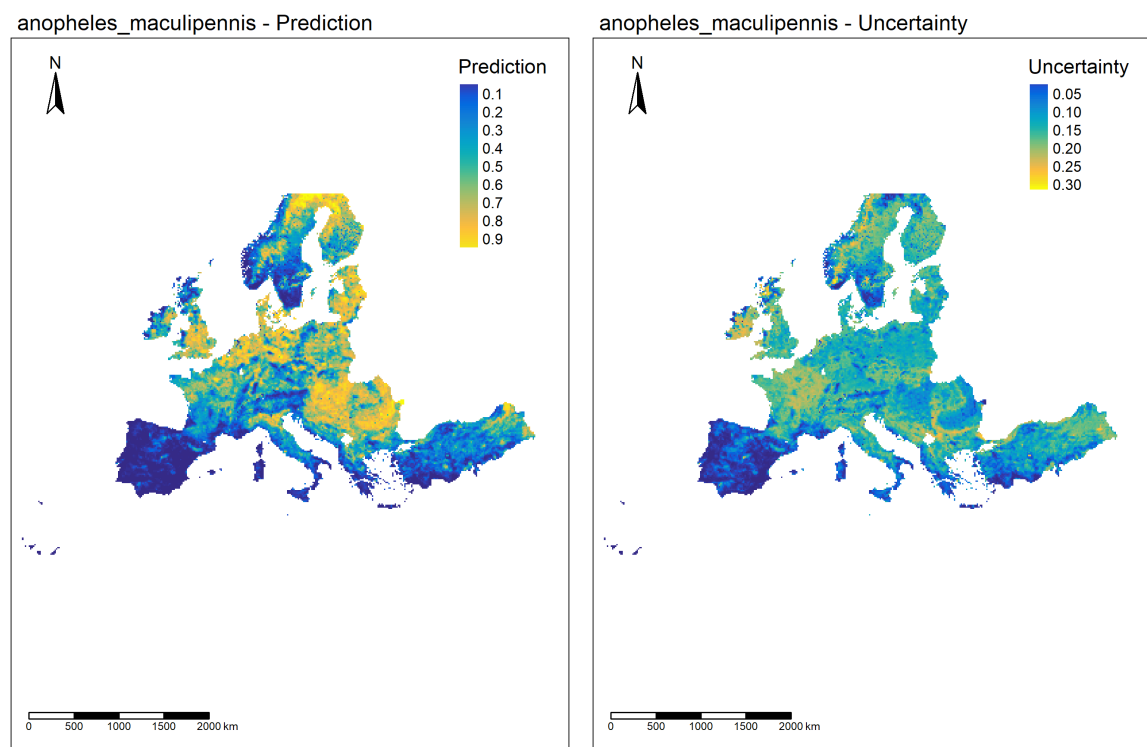 anopheles_maculipennis - Prediction
N
Prediction
0.1
0.2
0.3
0.4
0.5
0.6
0.7
0.8
0.9
0 500 1000 1500 2000 km
anopheles_maculipennis - Uncertainty
N
Uncertainty
0.05
0.10
0.15
0.20
0.25
0.30
0 500 1000 1500 2000 km